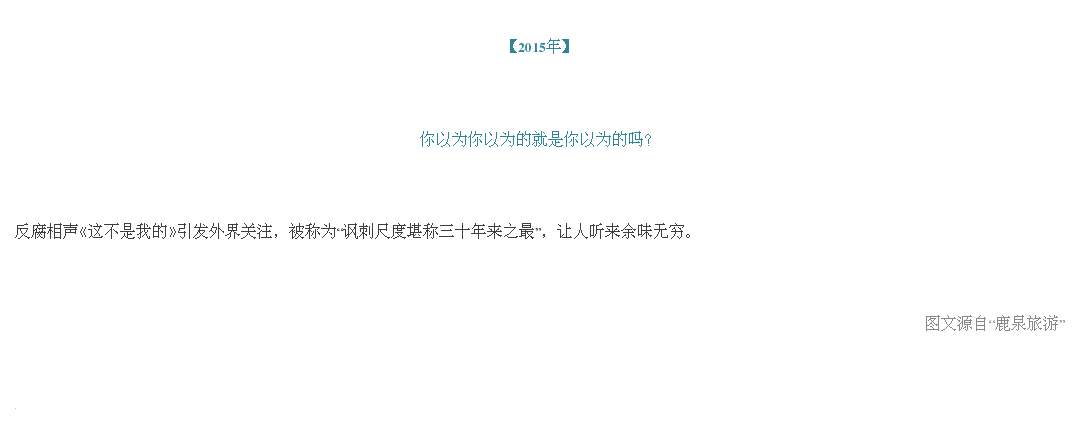 【2015年】
你以为你以为的就是你以为的吗？
反腐相声《这不是我的》引发外界关注，被称为“讽刺尺度堪称三十年来之最”，让人听来余味无穷。
图文源自“鹿泉旅游”